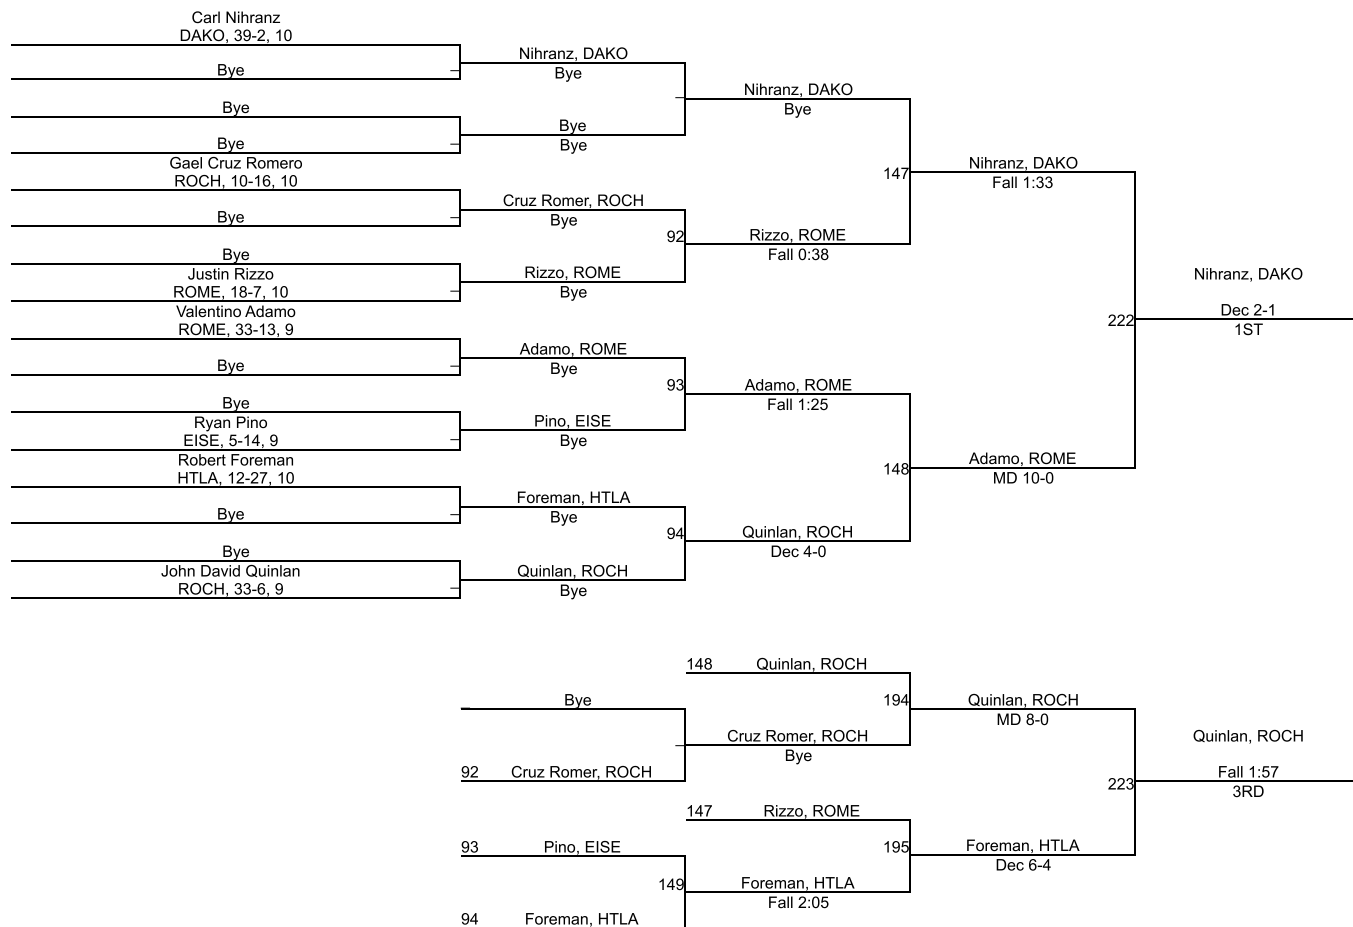 Carl Nihranz
DAKO, 39-2, 10
Bye
Bye
Bye
Gael Cruz Romero
ROCH, 10-16, 10
Bye
Bye
Justin Rizzo
ROME, 18-7, 10
Valentino Adamo
ROME, 33-13, 9
Bye
Bye
Ryan Pino
EISE, 5-14, 9
Robert Foreman
HTLA, 12-27, 10
Bye
Bye
John David Quinlan
ROCH, 33-6, 9
Nihranz, DAKO
Bye
Bye
Bye
Cruz Romer, ROCH
Bye
92
Rizzo, ROME
Bye
Adamo, ROME
Bye
93
Pino, EISE
Bye
Foreman, HTLA
Bye
94
Quinlan, ROCH
Bye
Nihranz, DAKO
Bye
147
Rizzo, ROME
Fall 0:38
Adamo, ROME
Fall 1:25
148
Quinlan, ROCH
Dec 4-0
Nihranz, DAKO
Fall 1:33
222
Adamo, ROME
MD 10-0
Nihranz, DAKO
Dec 2-1
1ST
Bye
92 Cruz Romer, ROCH
93 Pino, EISE
149
94 Foreman, HTLA
148 Quinlan, ROCH
194
Cruz Romer, ROCH
Bye
147 Rizzo, ROME
195
Foreman, HTLA
Fall 2:05
Quinlan, ROCH
MD 8-0
223
Foreman, HTLA
Dec 6-4
Quinlan, ROCH
Fall 1:57
3RD